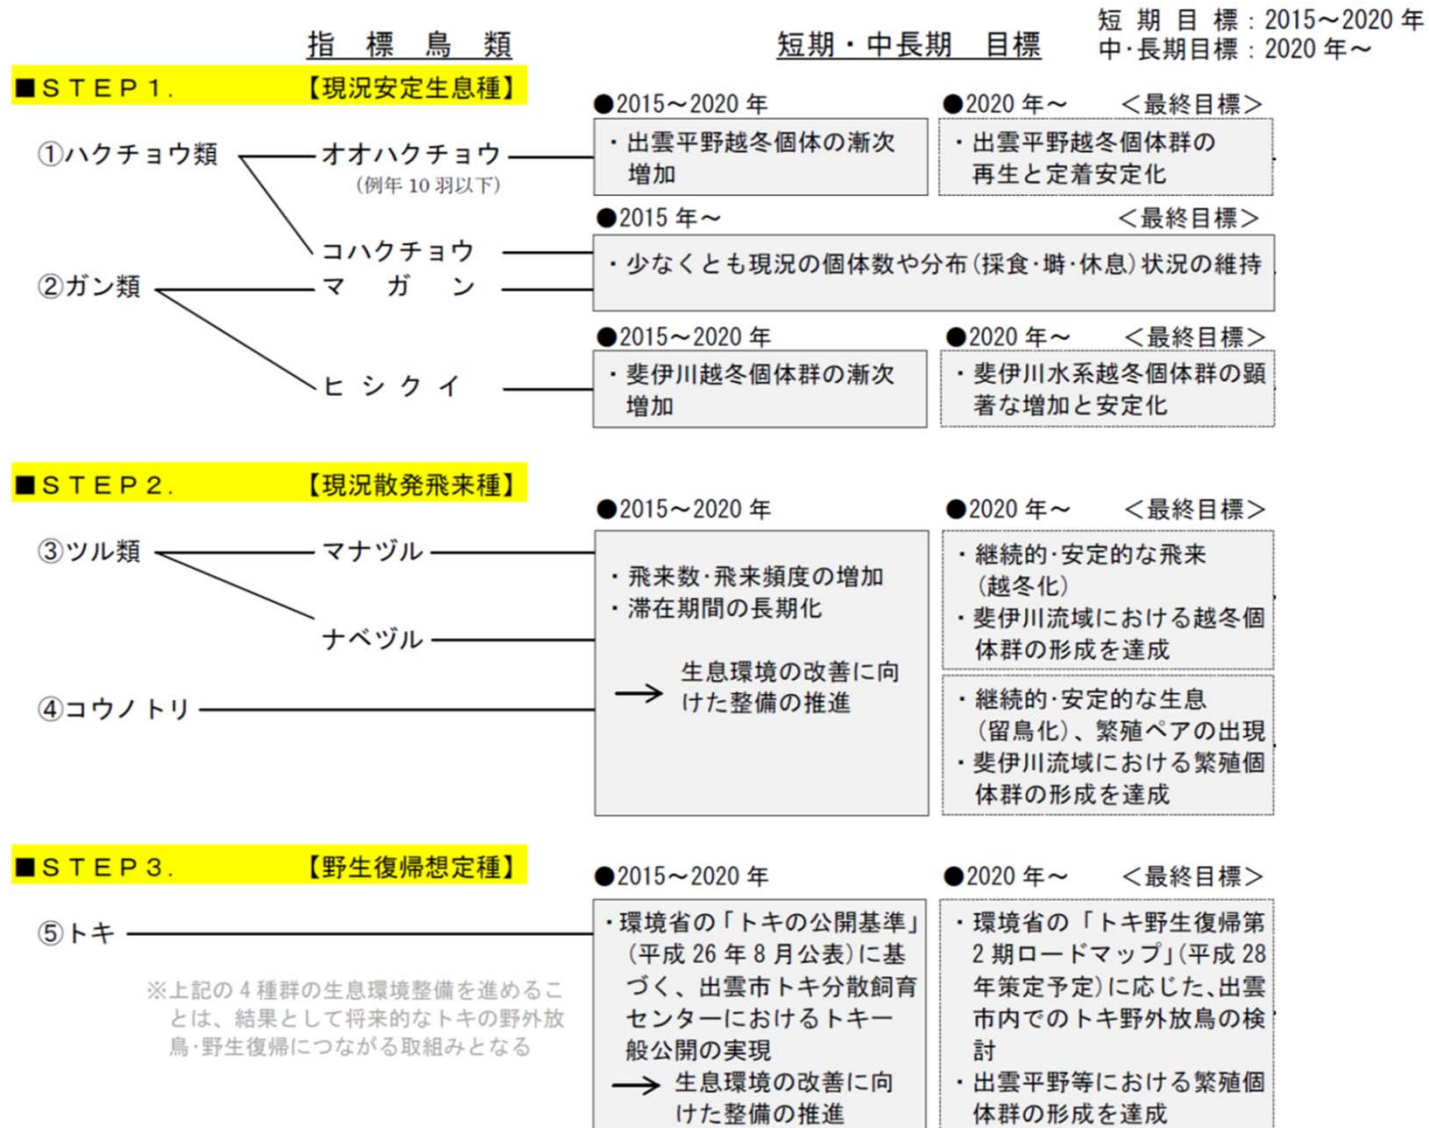 指 標 鳥 類
短期・中長期 目標
短 期 目 標：2015～2020 年
中･長期目標：2020 年～
■ＳＴＥＰ１. 【現況安定生息種】
①ハクチョウ類
オオハクチョウ
(例年 10 羽以下)
●2015～2020 年
・出雲平野越冬個体の漸次
増加
●2020 年～ ＜最終目標＞
・出雲平野越冬個体群の
再生と定着安定化
コハクチョウ
②ガン類
マ ガ ン
●2015 年～ ＜最終目標＞
・少なくとも現況の個体数や分布(採食･塒･休息)状況の維持
ヒ シ ク イ
●2015～2020 年
・斐伊川越冬個体群の漸次
増加
●2020 年～ ＜最終目標＞
・斐伊川水系越冬個体群の顕
著な増加と安定化
■ＳＴＥＰ２. 【現況散発飛来種】
③ツル類
マナヅル
ナベヅル
④コウノトリ
●2015～2020 年
・飛来数･飛来頻度の増加
・滞在期間の長期化
→ 生息環境の改善に向
けた整備の推進
●2020 年～ ＜最終目標＞
・継続的･安定的な飛来
(越冬化)
・斐伊川流域における越冬個
体群の形成を達成
・継続的･安定的な生息
(留鳥化)、繁殖ペアの出現
・斐伊川流域における繁殖個
体群の形成を達成
■ＳＴＥＰ３. 【野生復帰想定種】
⑤トキ
※上記の 4 種群の生息環境整備を進めるこ
とは、結果として将来的なトキの野外放
鳥･野生復帰につながる取組みとなる
●2015～2020 年
・環境省の「トキの公開基準」
(平成 26 年 8 月公表)に基
づく、出雲市トキ分散飼育
センターにおけるトキ一
般公開の実現
→ 生息環境の改善に向
けた整備の推進
●2020 年～ ＜最終目標＞
・環境省の「トキ野生復帰第
2 期ロードマップ」(平成 28
年策定予定)に応じた、出雲
市内でのトキ野外放鳥の検
討
・出雲平野等における繁殖個
体群の形成を達成